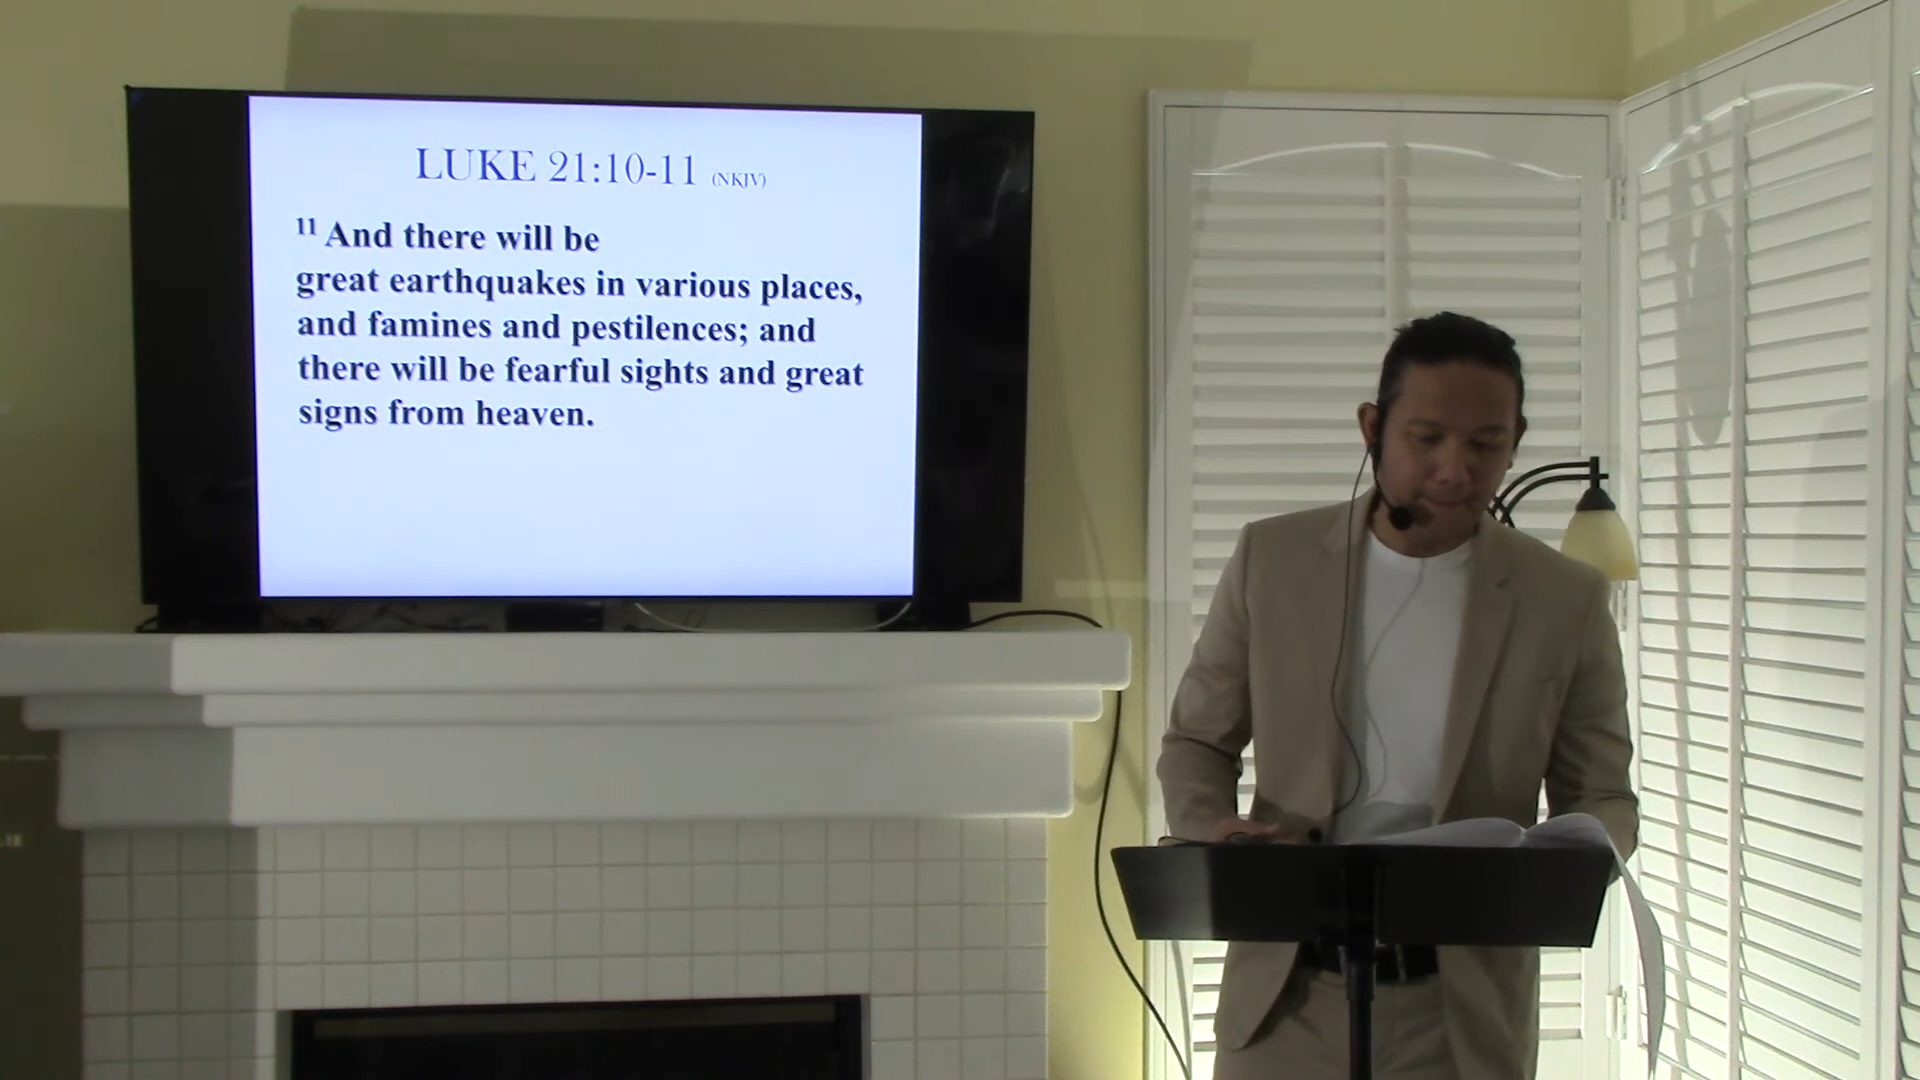 LUKE 21:10-11 (NKJV)
11 And there will be
great earthquakes in various places,
and famines and pestilences; and
there will be fearful sights and great
signs from heaven.